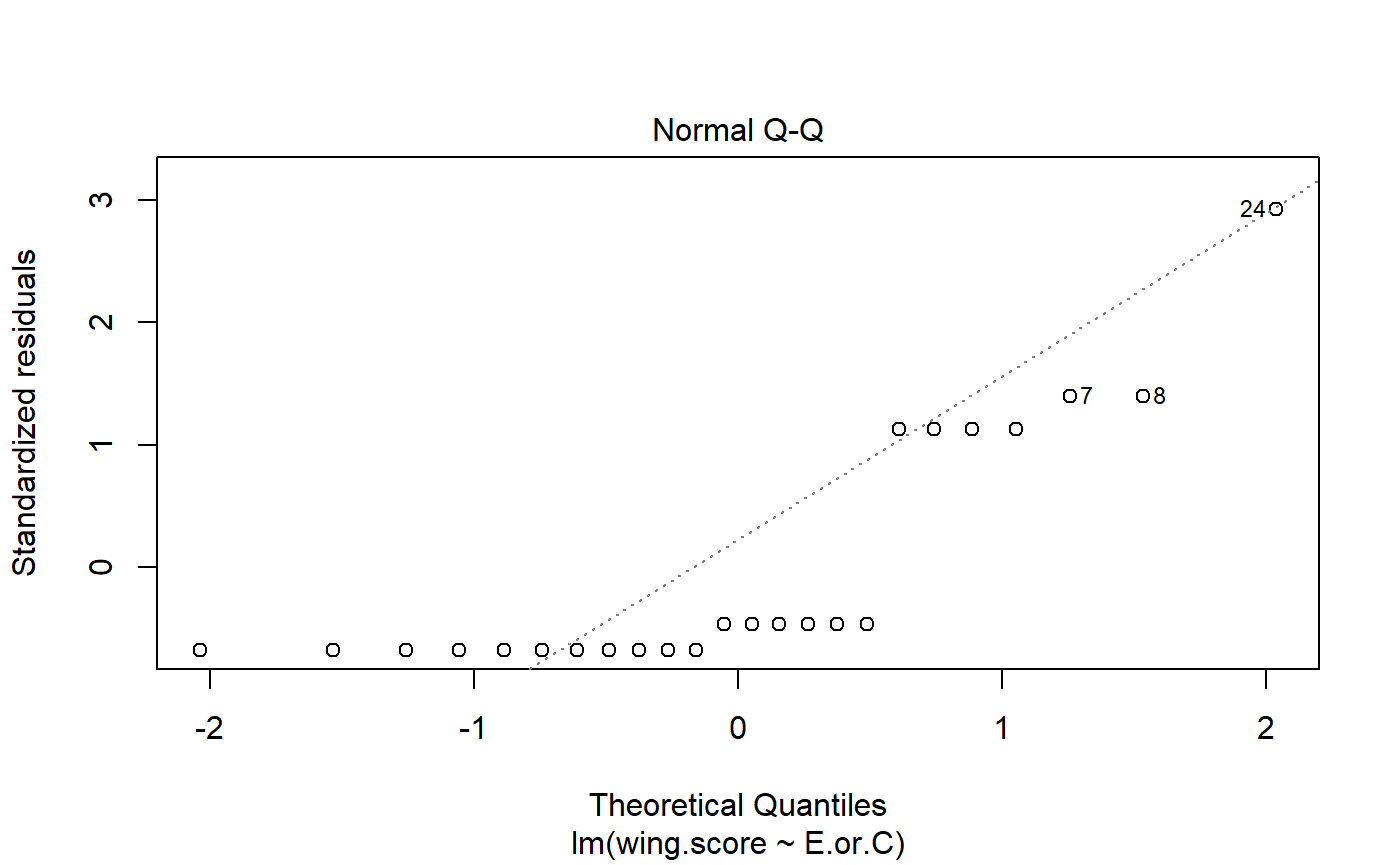 Normal Q-Q
Standardized residuals
3
2
1
0
24
7
8
-2 -1 0 1 2
Theoretical Quantiles
lm(wing.score ~ E.or.C)